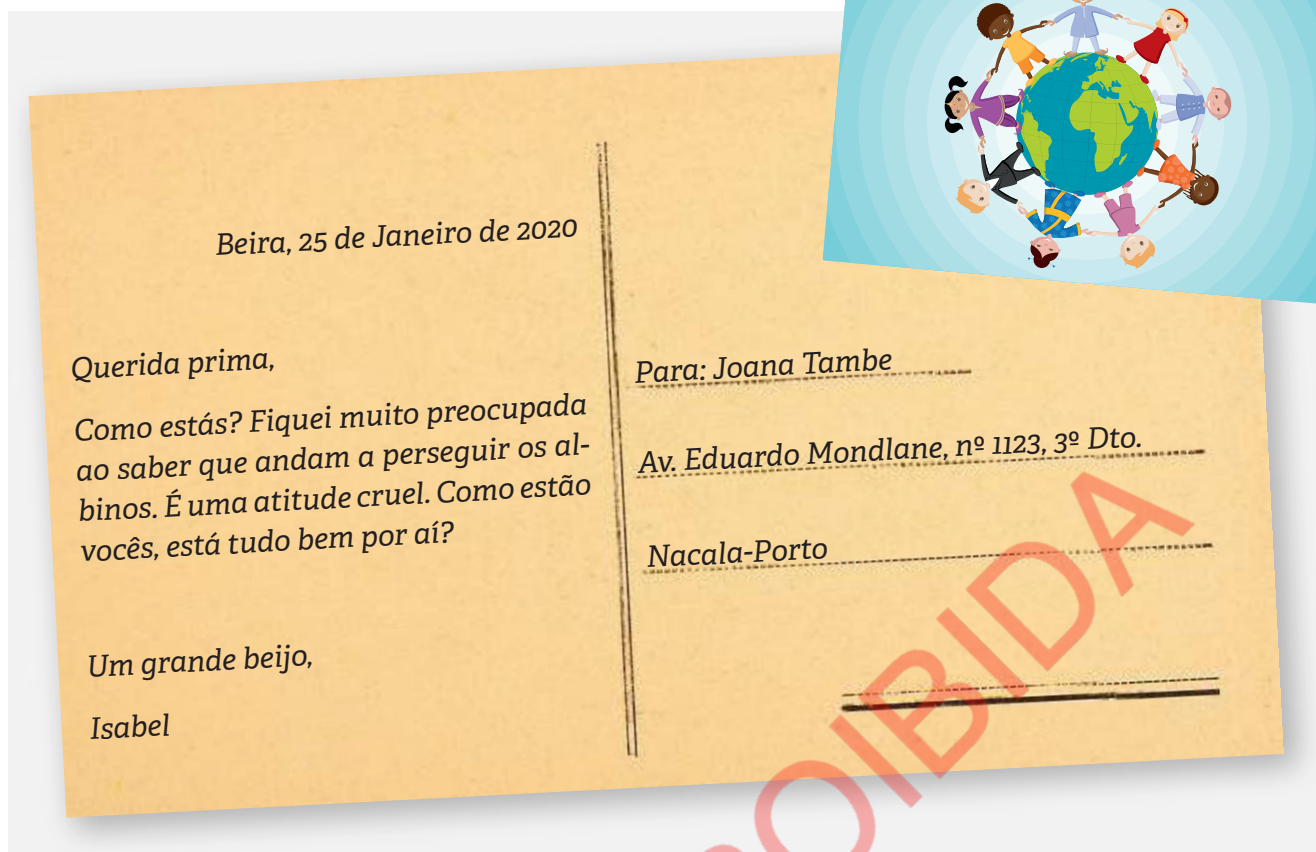 Beira, 25 de Janeiro de 2020
Querida prima,
Como estás? Fiquei muito preocupada
ao saber que andam a perseguir os al-
binos. É uma atitude cruel. Como estão
vocês, está tudo bem por aí?
Um grande beijo,
Isabel
Para: Joana Tambe
Av. Eduardo Mondlane, nº 1123, 3º Dto.
Nacala-Porto
OIBIDA